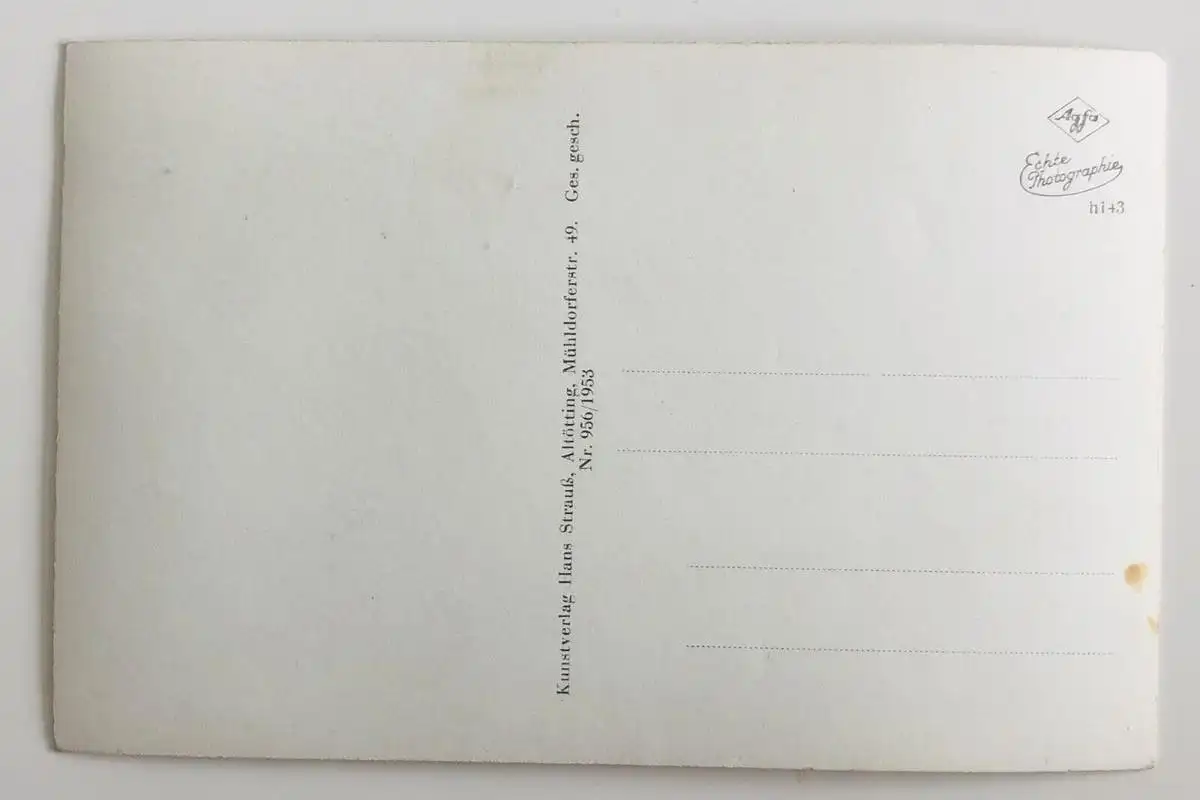 Kunstverlag Hans Strauß, Altötting, Mühldorferstr. 49. Ges. gesch.
Nr. 956/1953
Agfa
Echte
Photographie
hi+3